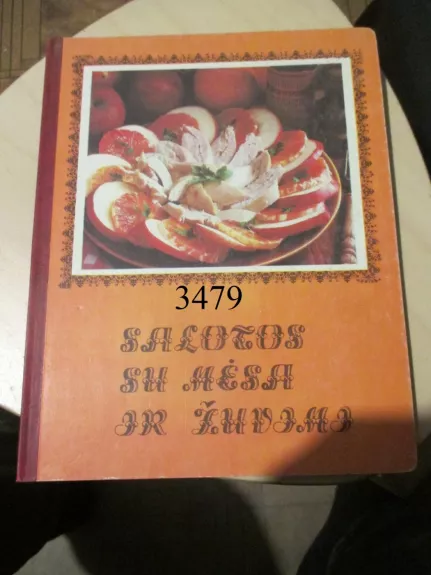 3479
SALOTOS
SU MĖSA
IR ŽUVIMI